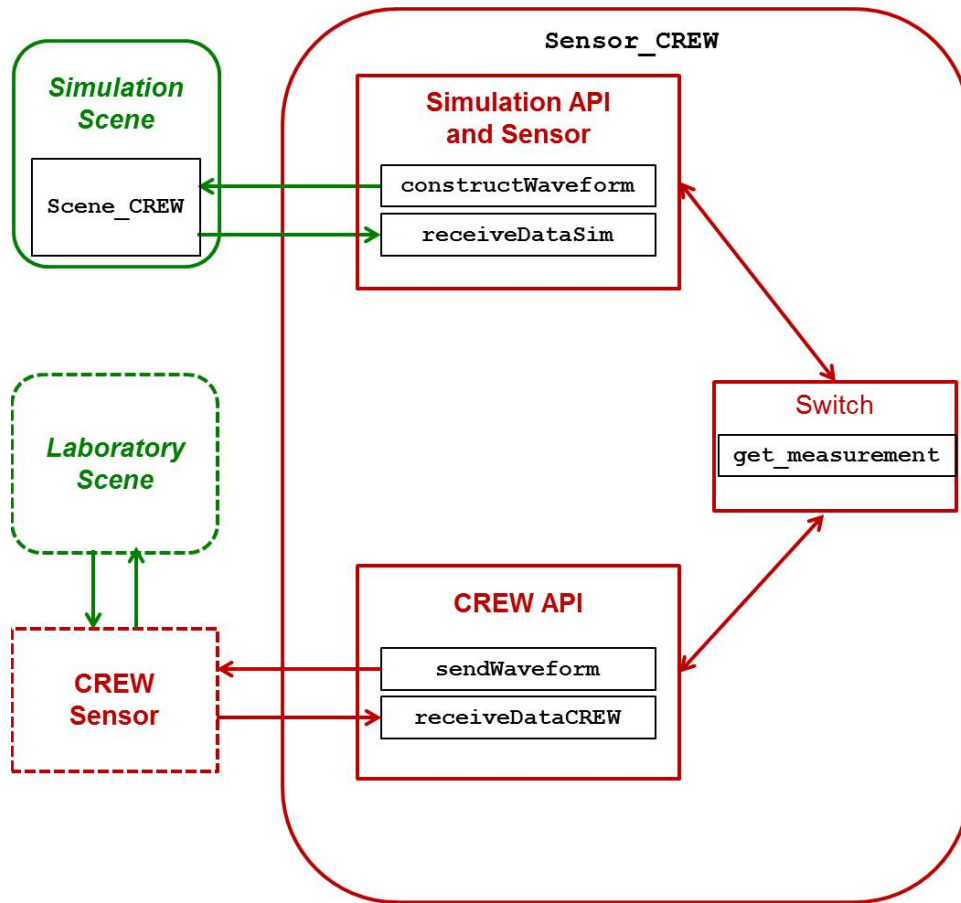 Sensor_CREW
Simulation
Scene
Scene_CREW
Simulation API
and Sensor
constructWaveform
receiveDataSim
Switch
get_measurement
Laboratory
Scene
CREW
Sensor
CREW API
sendWaveform
receiveDataCREW